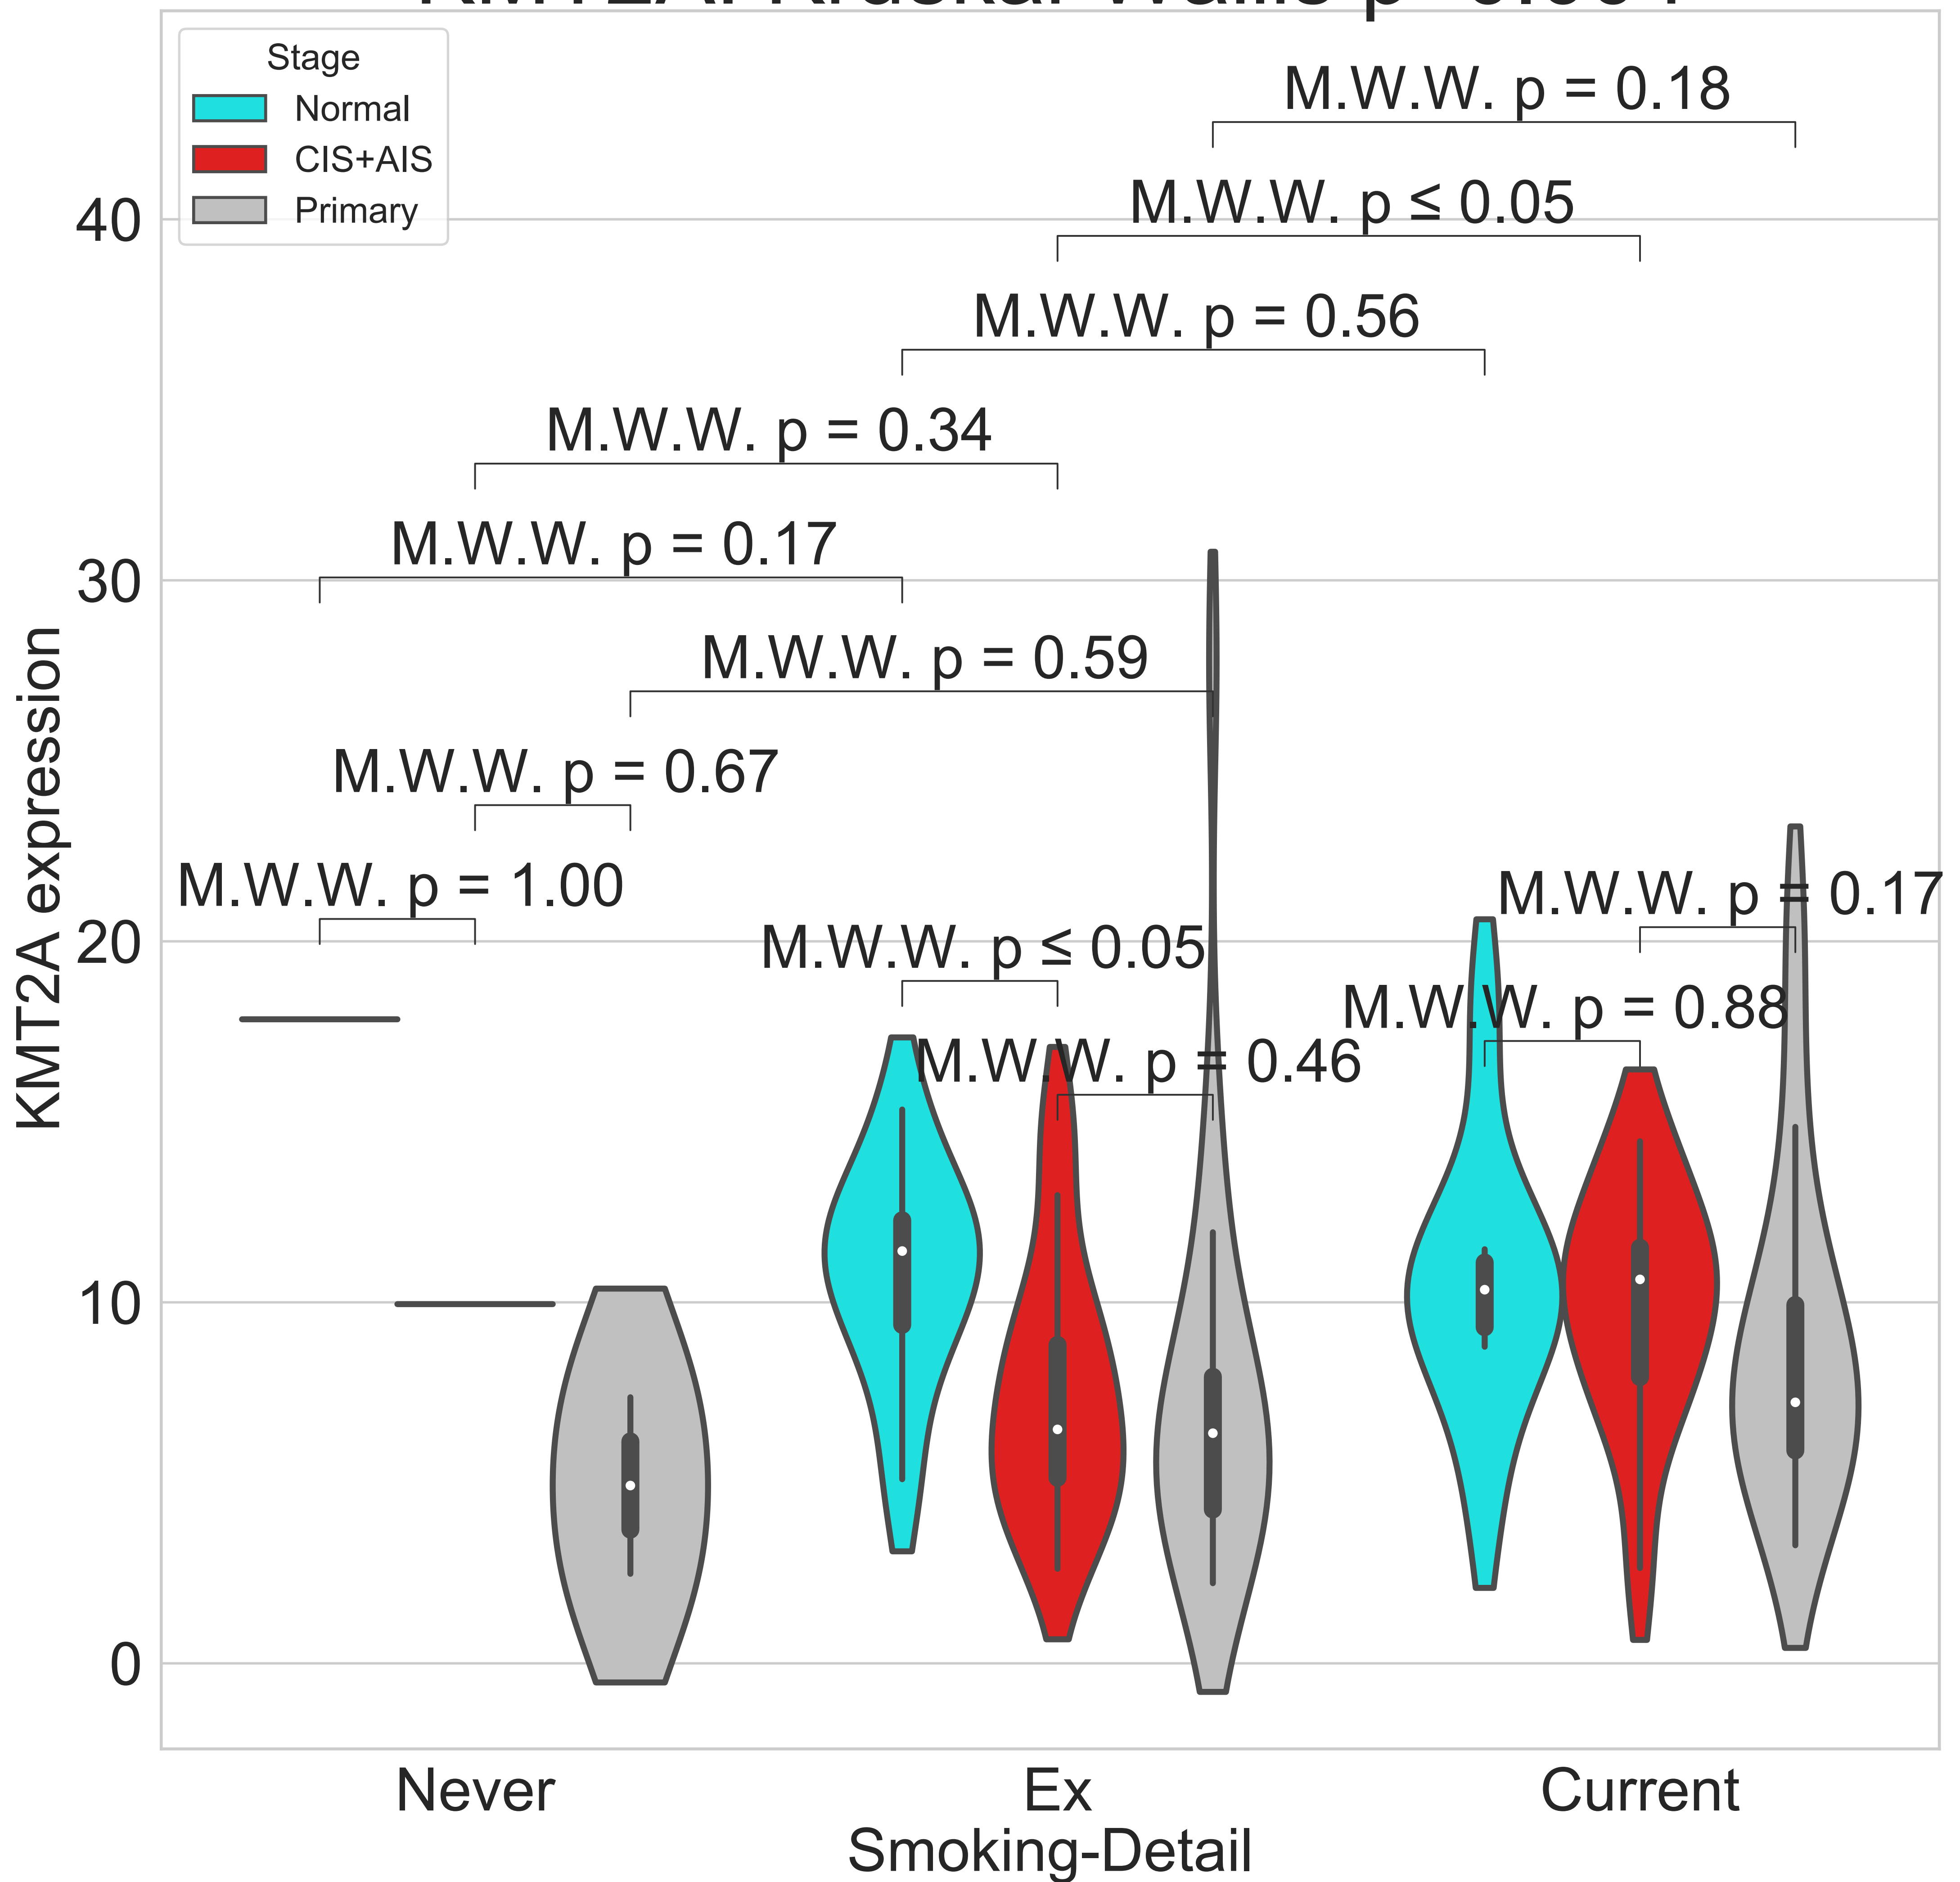 Stage
Normal
CIS+AIS
Primary
M.W.W. p = 0.18
M.W.W. p ≤ 0.05
M.W.W. p = 0.56
M.W.W. p = 0.34
M.W.W. p = 0.17
M.W.W. p = 0.59
M.W.W. p = 0.67
M.W.W. p = 1.00
M.W.W. p = 0.17
M.W.W. p ≤ 0.05
M.W.W. p = 0.88
M.W.W. p = 0.46
40
30
20
10
0
KMT2A expression
Never
Ex
Current
Smoking-Detail